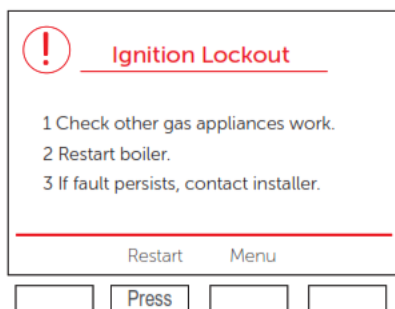 Ignition Lockout
1 Check other gas appliances work.
2 Restart boiler.
3 If fault persists, contact installer.
Restart Menu
Press